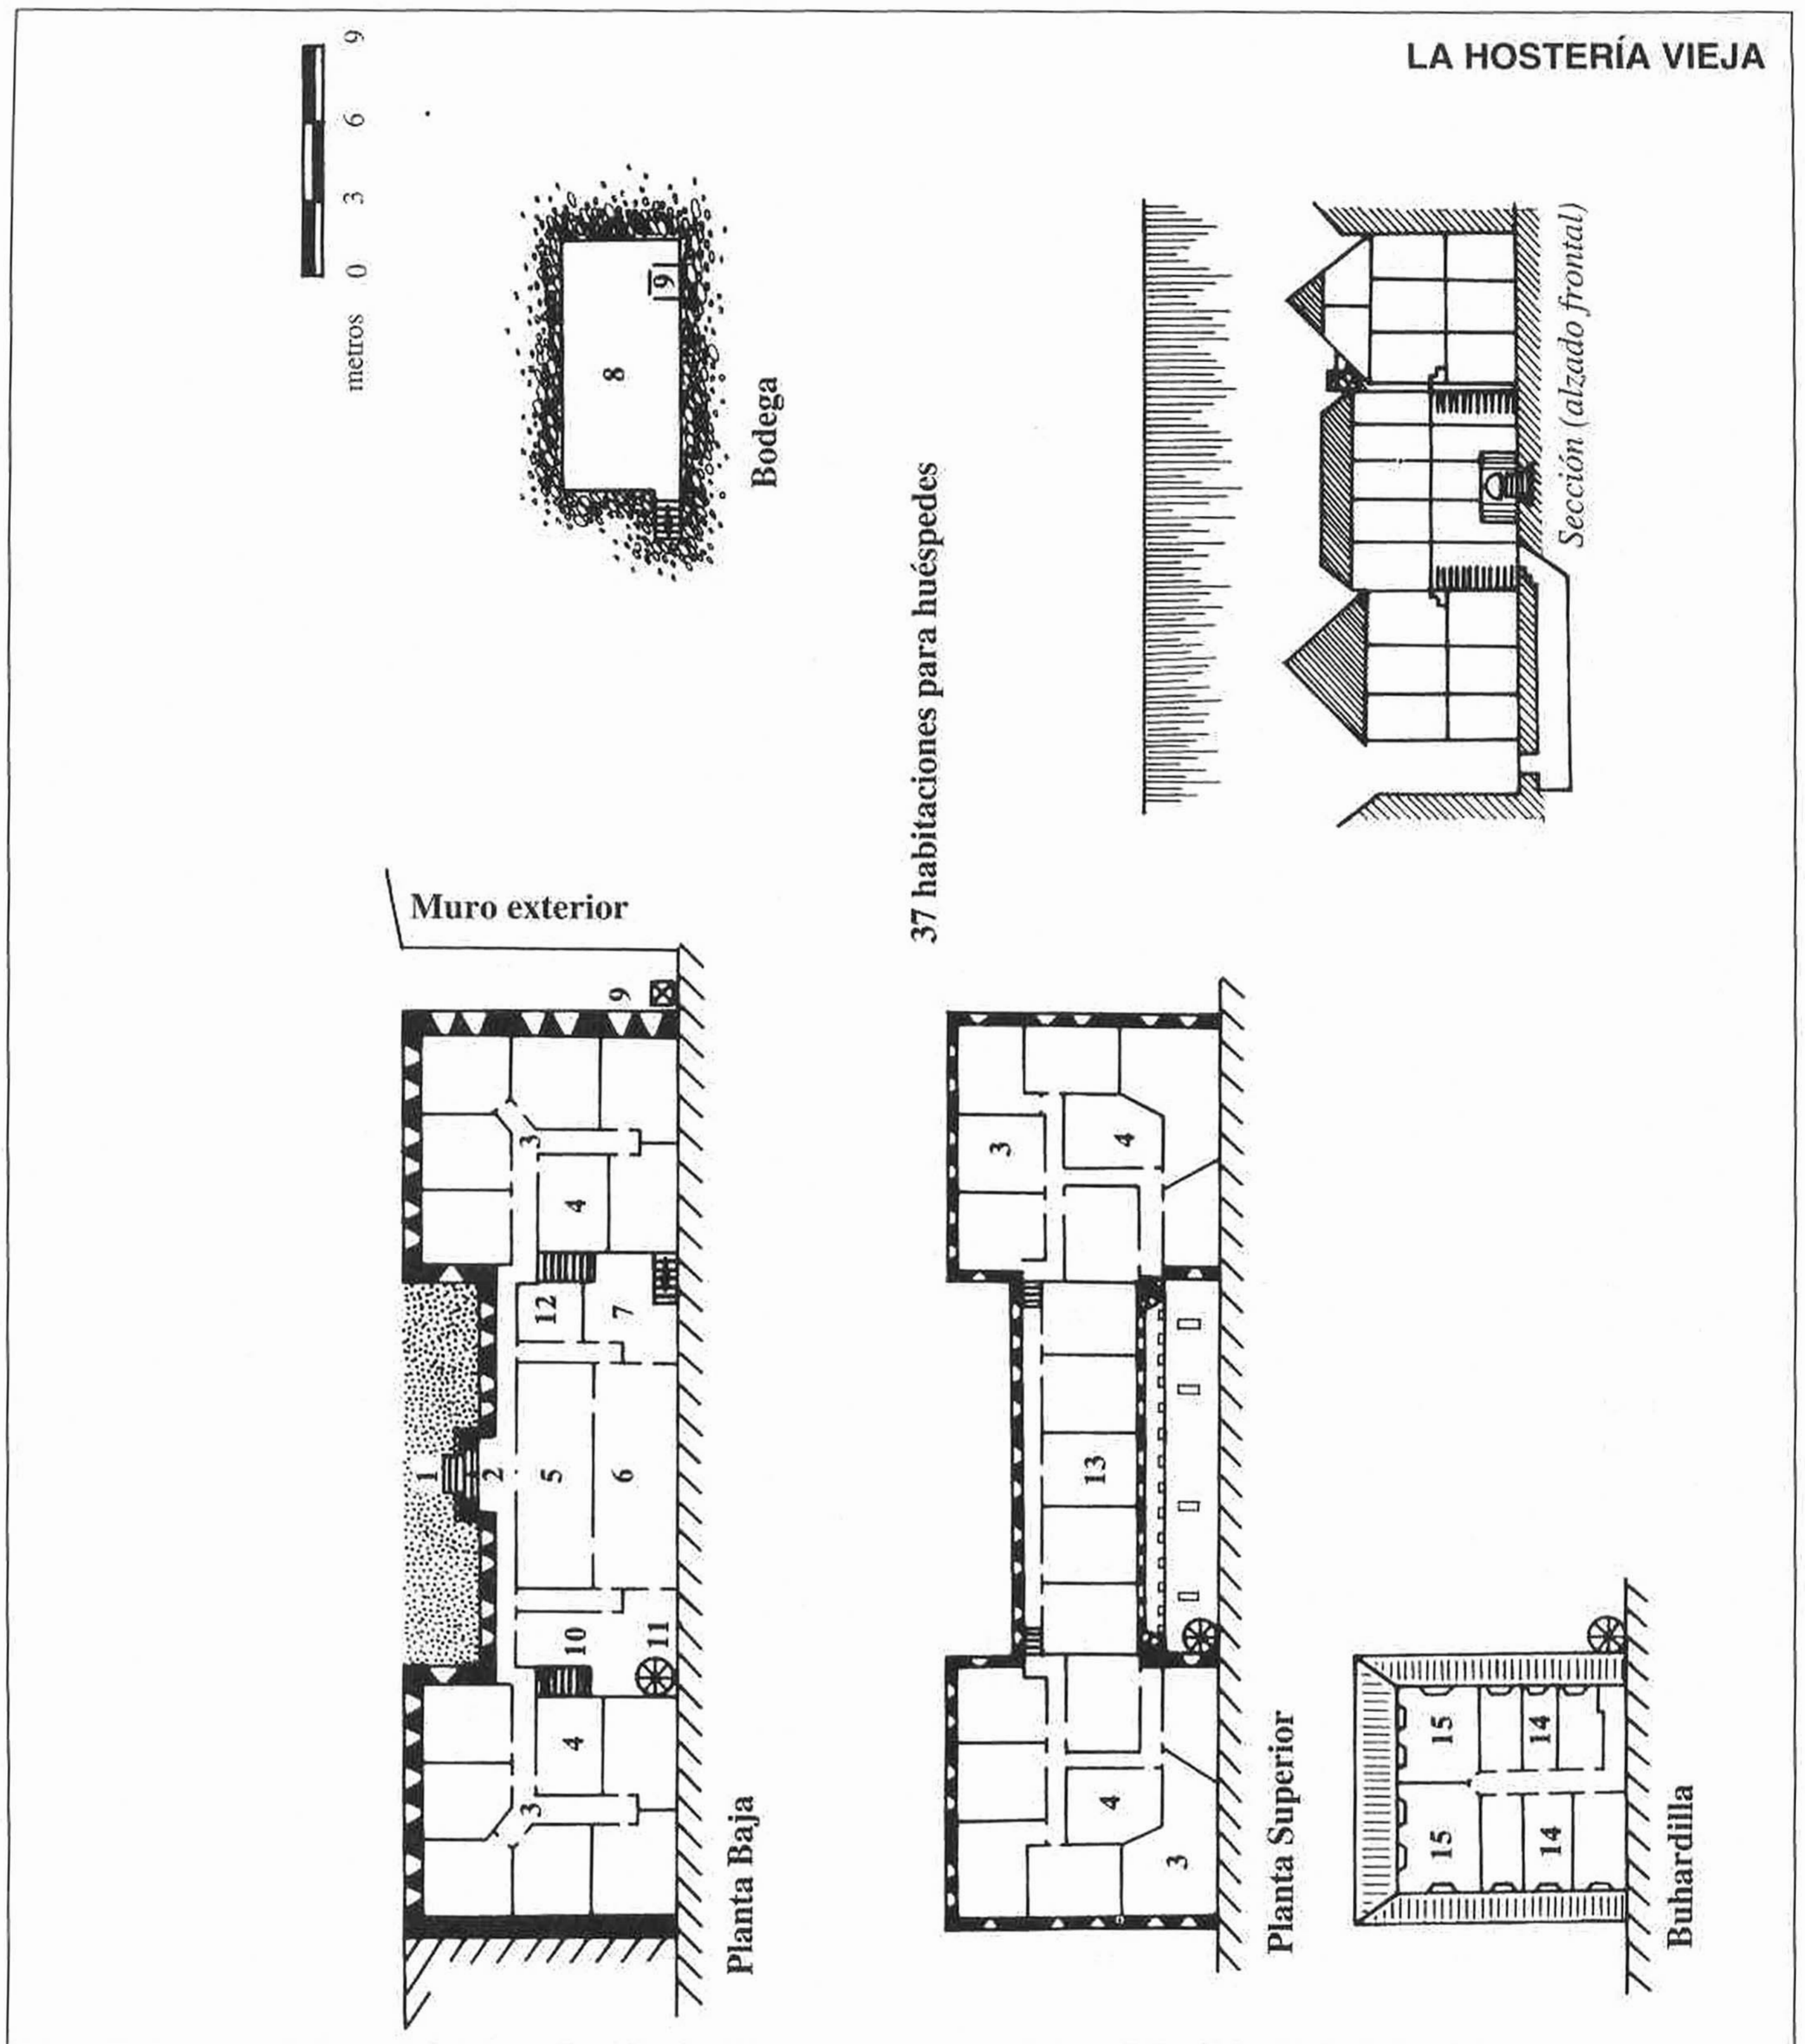 LA HOSTERÍA VIEJA
metros 0 3 6 9
8
9
Bodega
Muro exterior
9
3
4
12
7
1
2
5
6
10
11
4
3
Planta Baja
37 habitaciones para huéspedes
3
4
13
4
3
Planta Superior
Sección (alzado frontal)
15
14
15
14
Buhardilla